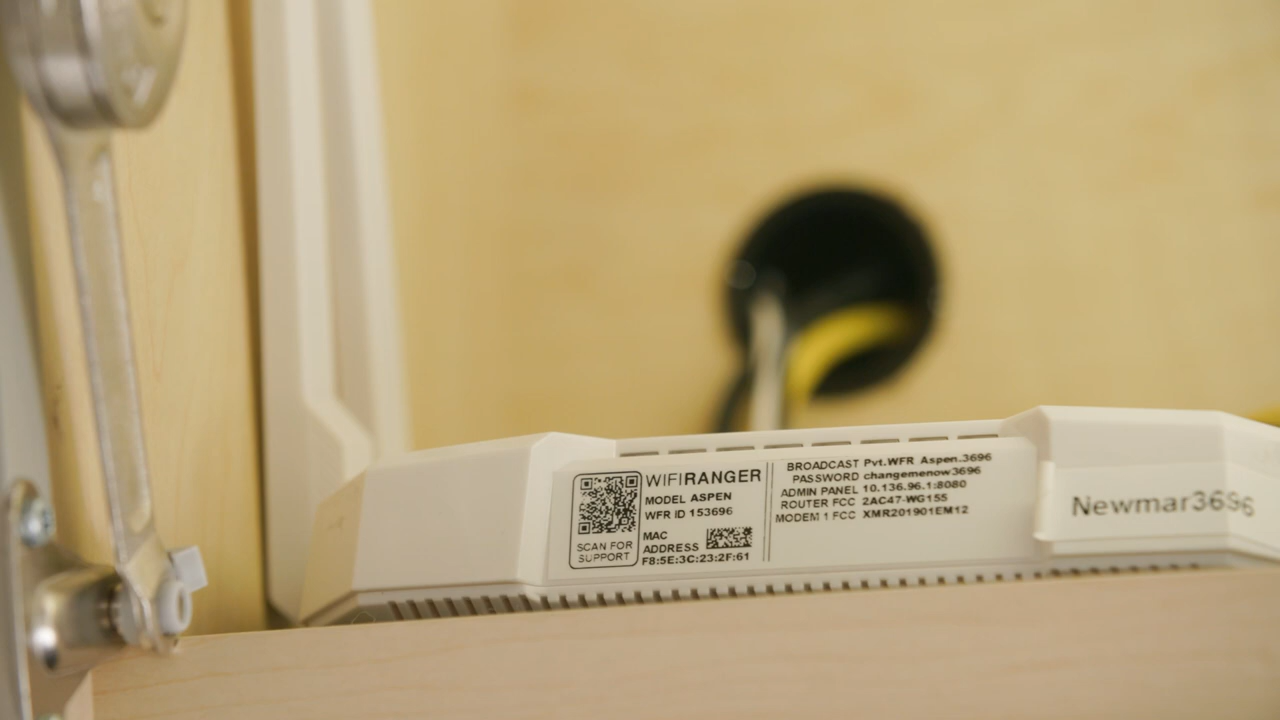 WIFIRANGER
MODEL ASPEN
WFR ID 153696
MAC
ADDRESS
F8:5E:3C:23:2F:61
SCAN FOR
SUPPORT
BROADCAST Pvt.WFR Aspen.3696
PASSWORD changemenow3696
ADMIN PANEL 10.136.96.1:8080
ROUTER FCC 2AC47-WG155
MODEM 1 FCC XMR201901EM12
Newmar3696